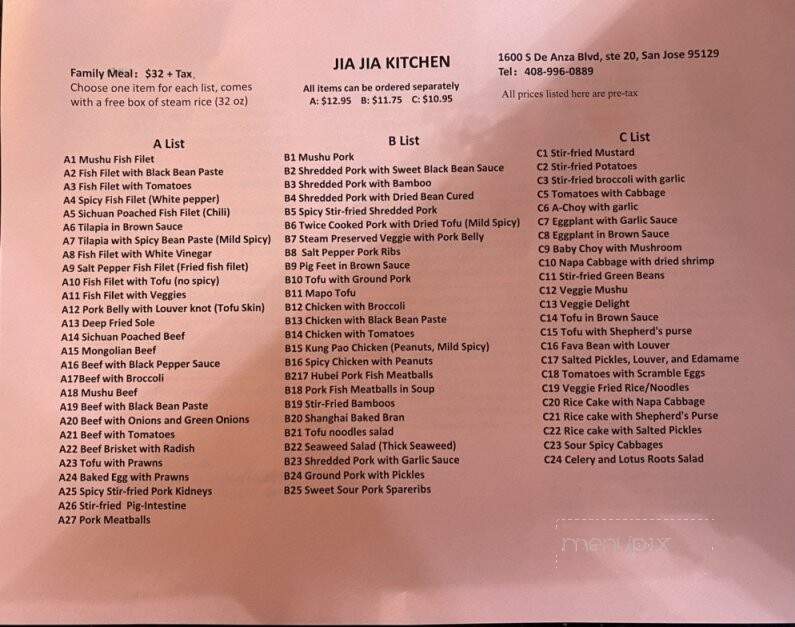 JIA JIA KITCHEN
Family Meal: $32 + Tax,
Choose one item for each list, comes
with a free box of steam rice (32 oz)
All items can be ordered separately
A: $12.95 B: $11.75 C: $10.95
1600 S De Anza Blvd, ste 20, San Jose 95129
Tel: 408-996-0889
All prices listed here are pre-tax
A List
A1 Mushu Fish Filet
A2 Fish Filet with Black Bean Paste
A3 Fish Filet with Tomatoes
A4 Spicy Fish Filet (White pepper)
A5 Sichuan Poached Fish Filet (Chili)
A6 Tilapia in Brown Sauce
A7 Tilapia with Spicy Bean Paste (Mild Spicy)
A8 Fish Filet with White Vinegar
A9 Salt Pepper Fish Filet (Fried fish filet)
A10 Fish Filet with Tofu (no spicy)
A11 Fish Filet with Veggies
A12 Pork Belly with Louver knot (Tofu Skin)
A13 Deep Fried Sole
A14 Sichuan Poached Beef
A15 Mongolian Beef
A16 Beef with Black Pepper Sauce
A17Beef with Broccoli
A18 Mushu Beef
A19 Beef with Black Bean Paste
A20 Beef with Onions and Green Onions
A21 Beef with Tomatoes
A22 Beef Brisket with Radish
A23 Tofu with Prawns
A24 Baked Egg with Prawns
A25 Spicy Stir-fried Pork Kidneys
A26 Stir-fried Pig-Intestine
A27 Pork Meatballs
B List
B1 Mushu Pork
B2 Shredded Pork with Sweet Black Bean Sauce
B3 Shredded Pork with Bamboo
B4 Shredded Pork with Dried Bean Cured
B5 Spicy Stir-fried Shredded Pork
B6 Twice Cooked Pork with Dried Tofu (Mild Spicy)
B7 Steam Preserved Veggie with Pork Belly
B8 Salt Pepper Pork Ribs
B9 Pig Feet in Brown Sauce
B10 Tofu with Ground Pork
B11 Mapo Tofu
B12 Chicken with Broccoli
B13 Chicken with Black Bean Paste
B14 Chicken with Tomatoes
B15 Kung Pao Chicken (Peanuts, Mild Spicy)
B16 Spicy Chicken with Peanuts
B217 Hubei Pork Fish Meatballs
B18 Pork Fish Meatballs in Soup
B19 Stir-Fried Bamboos
B20 Shanghai Baked Bran
B21 Tofu noodles salad
B22 Seaweed Salad (Thick Seaweed)
B23 Shredded Pork with Garlic Sauce
B24 Ground Pork with Pickles
B25 Sweet Sour Pork Spareribs
C List
C1 Stir-fried Mustard
C2 Stir-fried Potatoes
C3 Stir-fried broccoli with garlic
C5 Tomatoes with Cabbage
C6 A-Choy with garlic
C7 Eggplant with Garlic Sauce
C8 Eggplant in Brown Sauce
C9 Baby Choy with Mushroom
C10 Napa Cabbage with dried shrimp
C11 Stir-fried Green Beans
C12 Veggie Mushu
C13 Veggie Delight
C14 Tofu in Brown Sauce
C15 Tofu with Shepherd's purse
C16 Fava Bean with Louver
C17 Salted Pickles, Louver, and Edamame
C18 Tomatoes with Scramble Eggs
C19 Veggie Fried Rice/Noodles
C20 Rice Cake with Napa Cabbage
C21 Rice cake with Shepherd's Purse
C22 Rice cake with Salted Pickles
C23 Sour Spicy Cabbages
C24 Celery and Lotus Roots Salad
menupix